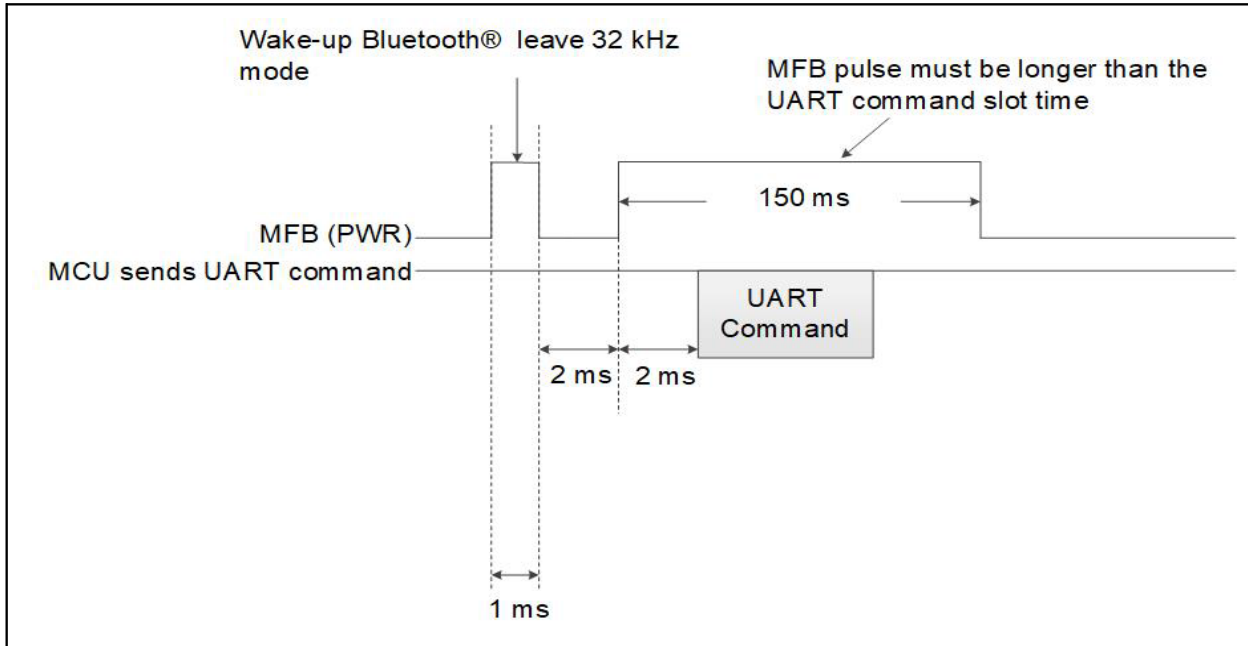 Wake-up Bluetooth® leave 32 kHz
mode
MFB pulse must be longer than the
UART command slot time
150 ms
MFB (PWR)
MCU sends UART command
UART
Command
2 ms
2 ms
1 ms